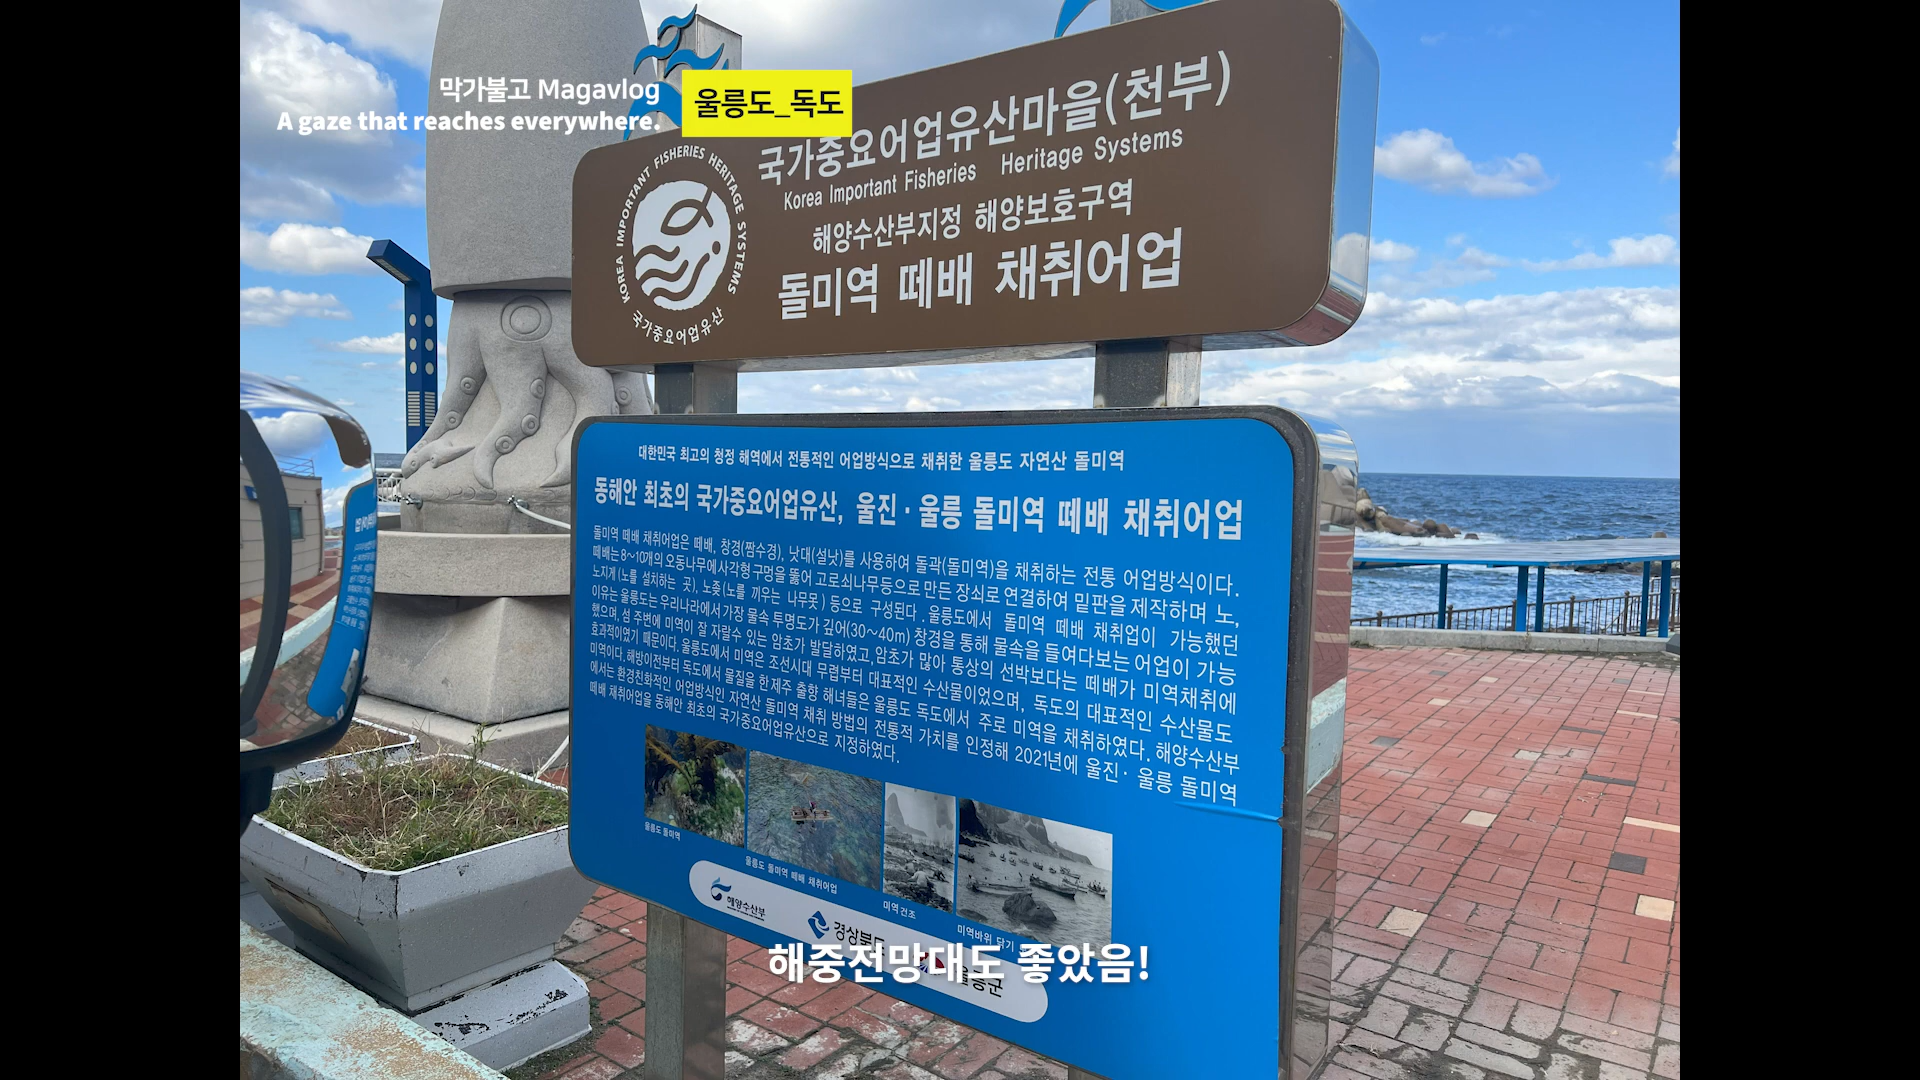 막가불고 Magavlog
A gaze that reaches everywhere.
울릉도_독도
국가중요어업유산마을(천부)
Korea Important Fisheries Heritage Systems
해양수산부지정 해양보호구역
돌미역 떼배 채취어업
KOREA IMPORTANT FISHERIES HERITAGE SYSTEMS
국가중요어업유산
대한민국 최고의 청정 해역에서 전통적인 어업방식으로 채취한 울릉도 자연산 돌미역
동해안 최초의 국가중요어업유산, 울진·울릉 돌미역 떼배 채취어업
돌미역 떼배 채취어업은 떼배, 창경(짬수경), 낫대(설낫)를 사용하여 돌곽(돌미역)을 채취하는 전통 어업방식이다.
떼배는 8~10개의 오동나무에 사각형 구멍을 뚫어 고로쇠나무등으로 만든 장쇠로 연결하여 밑판을 제작하며 노,
노지게(노를 설치하는 곳), 노좆(노를 끼우는 나무못) 등으로 구성된다. 울릉도에서 돌미역 떼배 채취업이 가능했던
이유는 울릉도는 우리나라에서 가장 물속 투명도가 깊어(30~40m) 창경을 통해 물속을 들여다보는 어업이 가능
했으며, 섬 주변에 미역이 잘 자랄수 있는 암초가 발달하였고, 암초가 많아 통상의 선박보다는 떼배가 미역채취에
효과적이였기 때문이다. 울릉도에서 미역은 조선시대 무렵부터 대표적인 수산물이었으며, 독도의 대표적인 수산물도
미역이다. 해방이전부터 독도에서 물질을 한 제주 출향 해녀들은 울릉도 독도에서 주로 미역을 채취하였다. 해양수산부
에서는 환경친화적인 어업방식인 자연산 돌미역 채취 방법의 전통적 가치를 인정해 2021년에 울진·울릉 돌미역
떼배 채취어업을 동해안 최초의 국가중요어업유산으로 지정하였다.
울릉도 돌미역
울릉도 돌미역 떼배 채취어업
미역건조
미역바위 닦기
해양수산부
경상북도
울릉군
해중전망대도 좋았음!